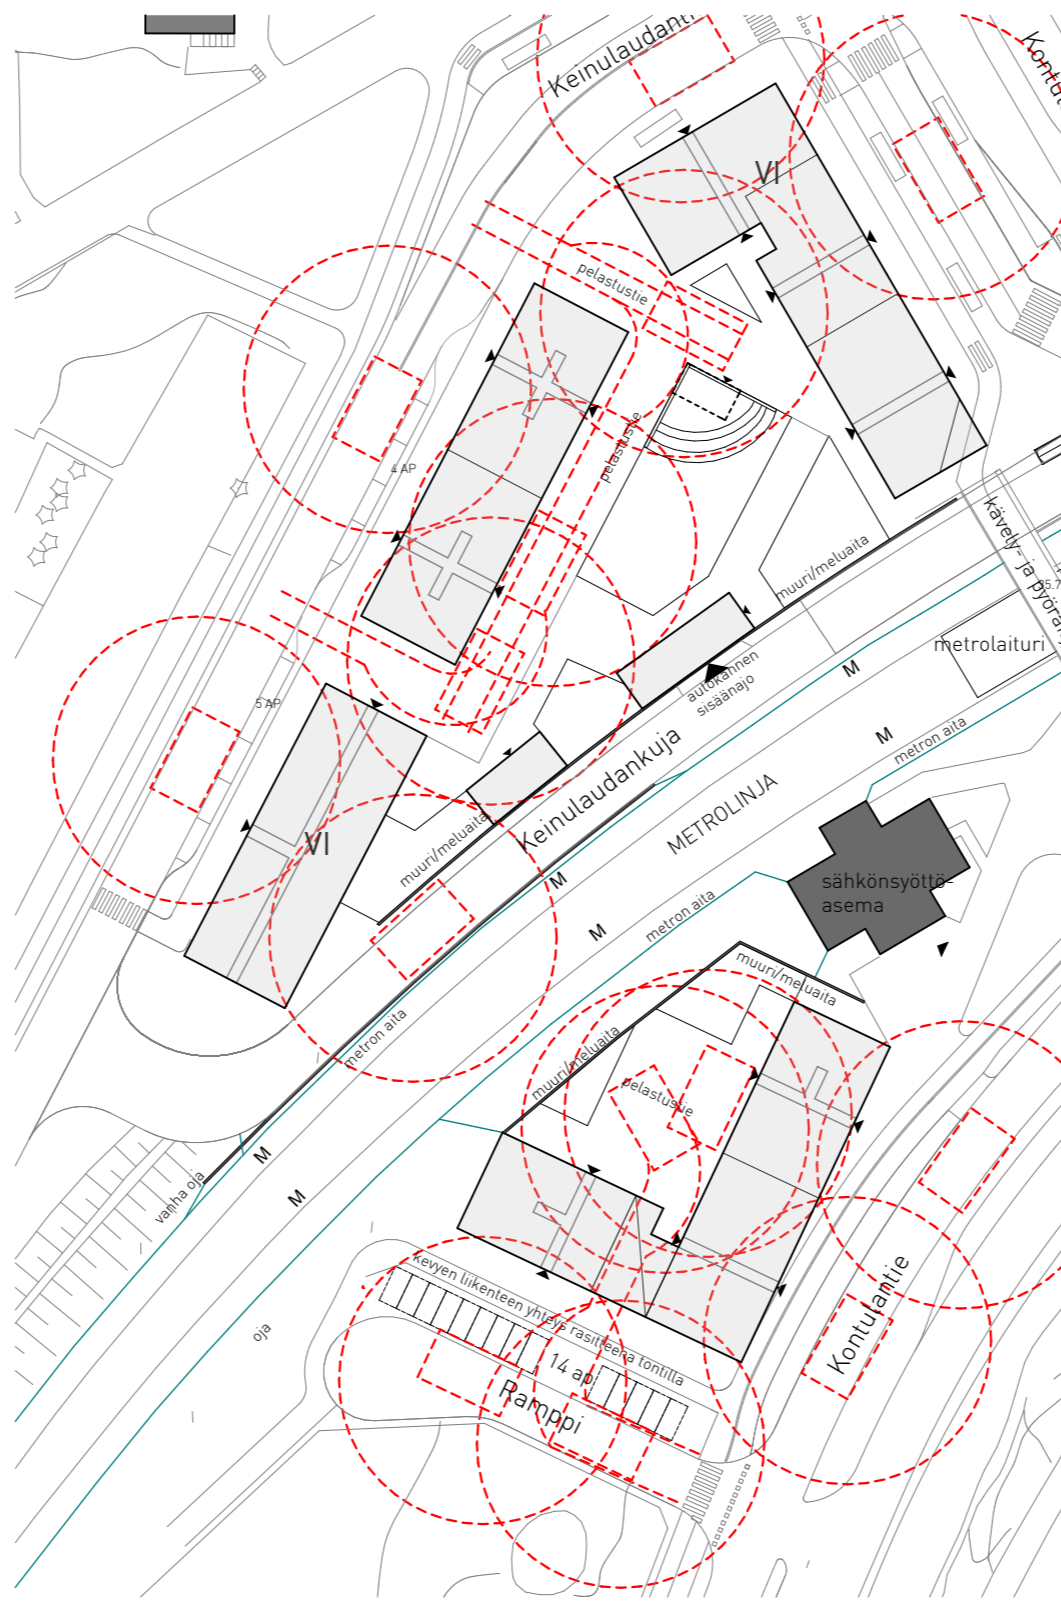 Keinulaudanti
Kontu
VI
pelastustie
pelastustie
4 AP
muuri/meluaita
kävely- ja pyörä
metrolaituri
M
autokannen
sisäänajo
5 AP
M
metron aita
Keinulaudankuja
METROLINJA
VI
muuri/meluaita
M
sähkönsyöttö-
asema
metron aita
M
muuri/meluaita
metron aita
muuri/meluaita
pelastustie
M
vanha oja
M
kevyen liikenteen yhteys rasitteena tontilla
Kontulantie
oja
14 ap
Ramppi